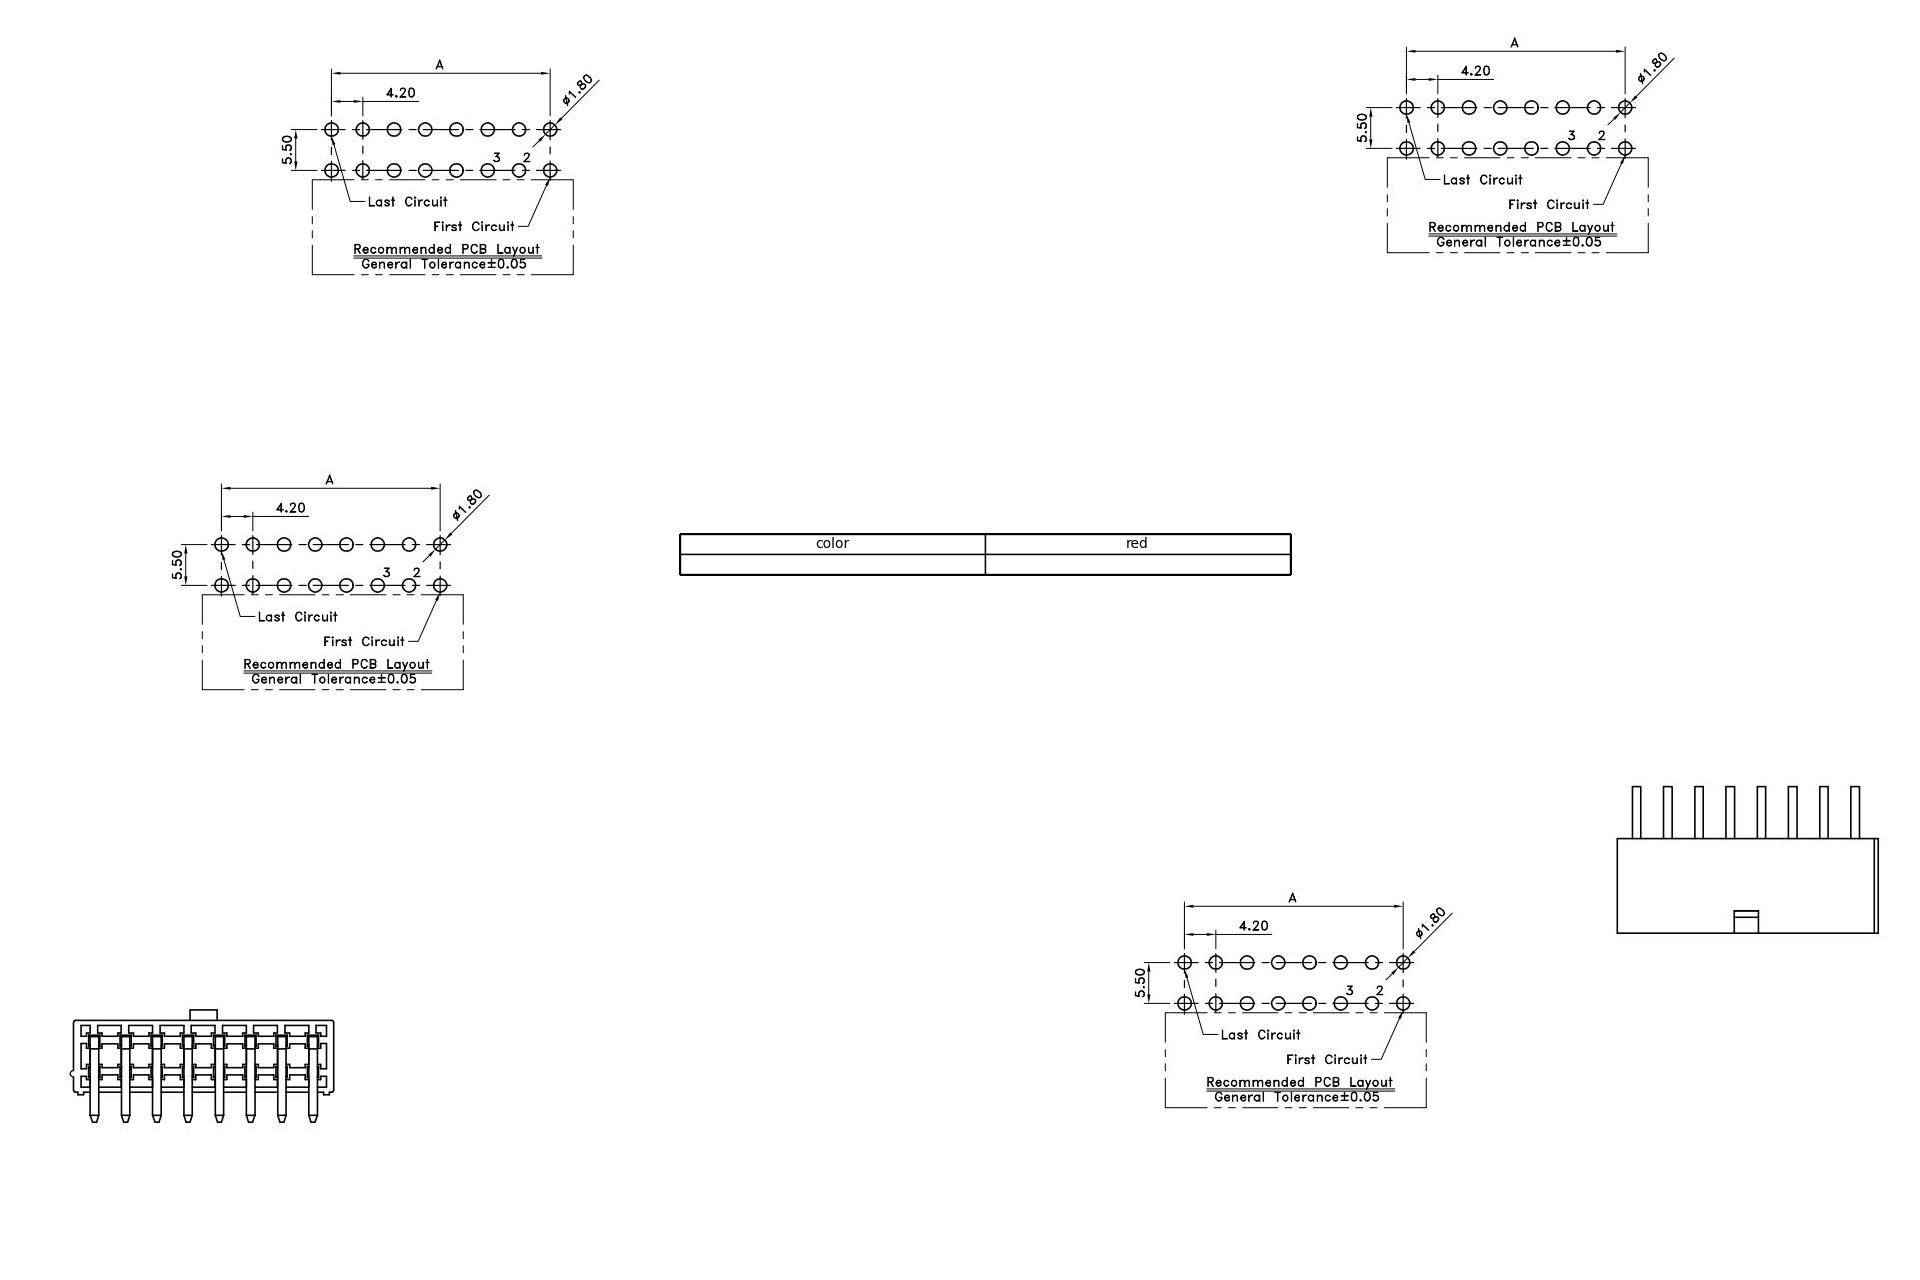 A
4.20
ø1.80
5.50
3 2
Last Circuit
First Circuit
Recommended PCB Layout
General Tolerance±0.05
A
4.20
ø1.80
5.50
3 2
Last Circuit
First Circuit
Recommended PCB Layout
General Tolerance±0.05
A
4.20
ø1.80
5.50
3 2
Last Circuit
First Circuit
Recommended PCB Layout
General Tolerance±0.05
color red
A
4.20
ø1.80
5.50
3 2
Last Circuit
First Circuit
Recommended PCB Layout
General Tolerance±0.05